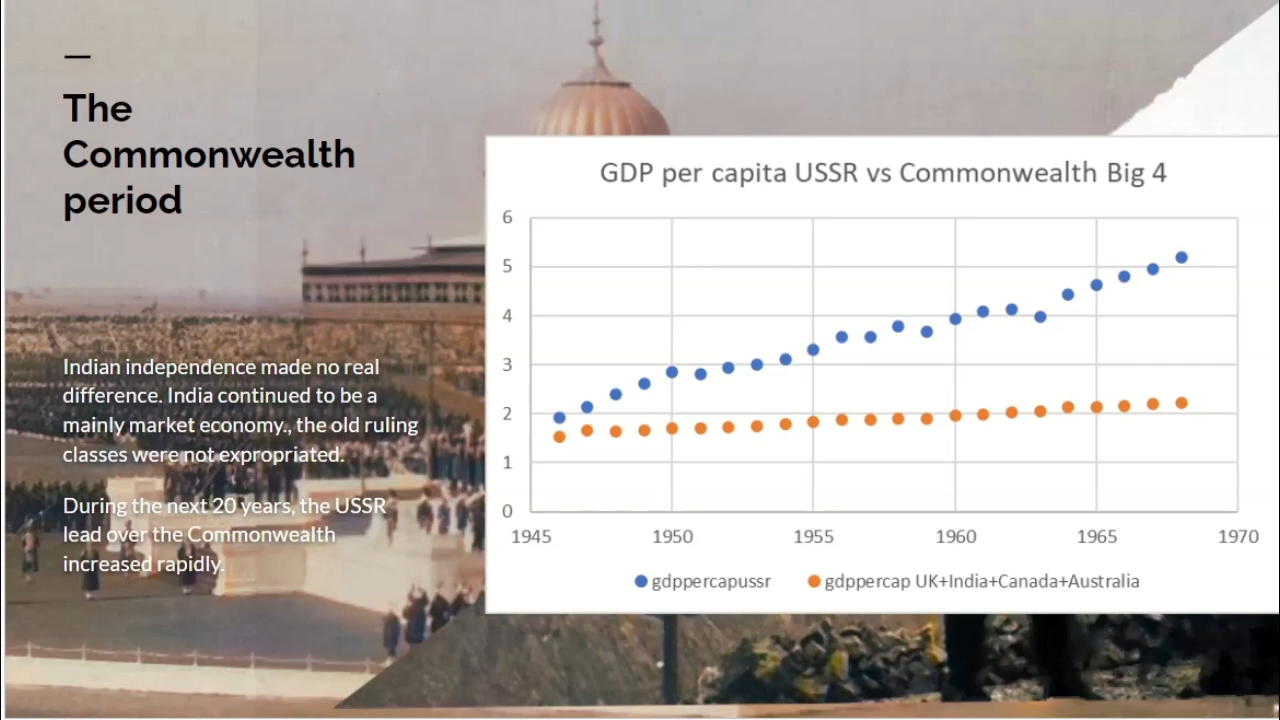 The
Commonwealth
period
Indian independence made no real
difference. India continued to be a
mainly market economy., the old ruling
classes were not expropriated.
During the next 20 years, the USSR
lead over the Commonwealth
increased rapidly.
GDP per capita USSR vs Commonwealth Big 4
6
5
4
3
2
1
0
1945 1950 1955 1960 1965 1970
gdppercapussr gdppercap UK+India+Canada+Australia